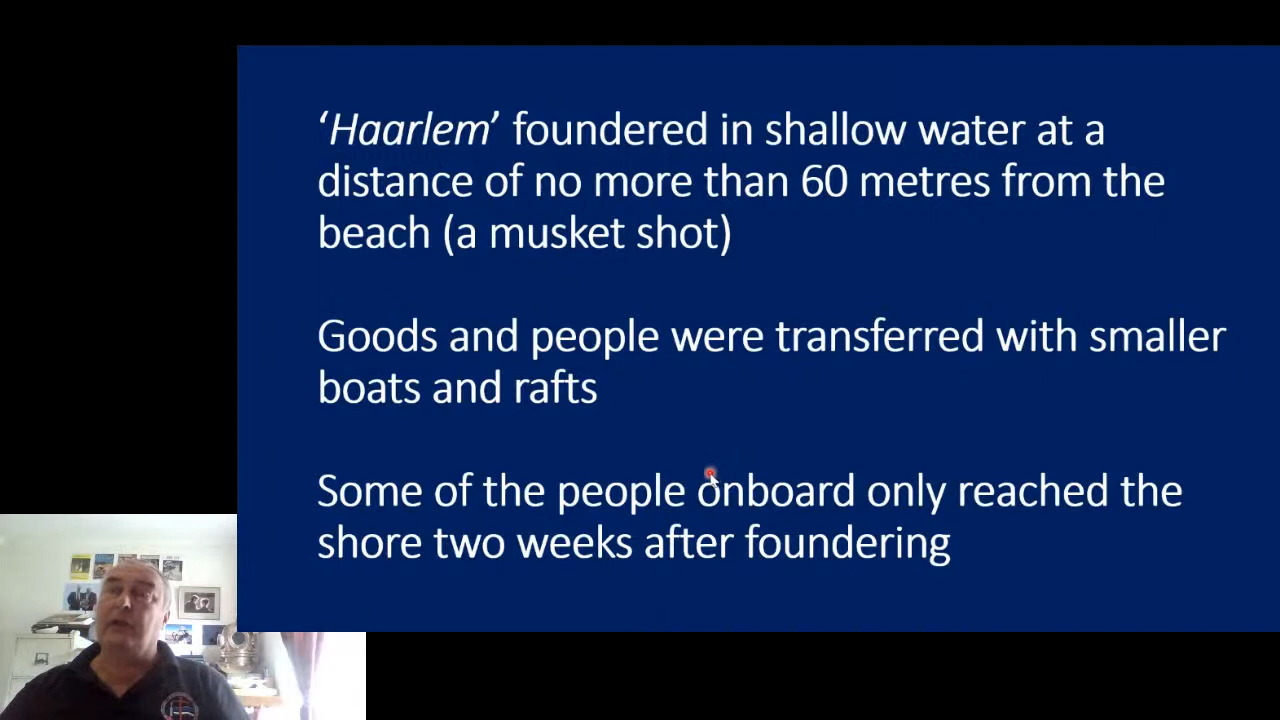 ‘Haarlem’ foundered in shallow water at a
distance of no more than 60 metres from the
beach (a musket shot)
Goods and people were transferred with smaller
boats and rafts
Some of the people onboard only reached the
shore two weeks after foundering